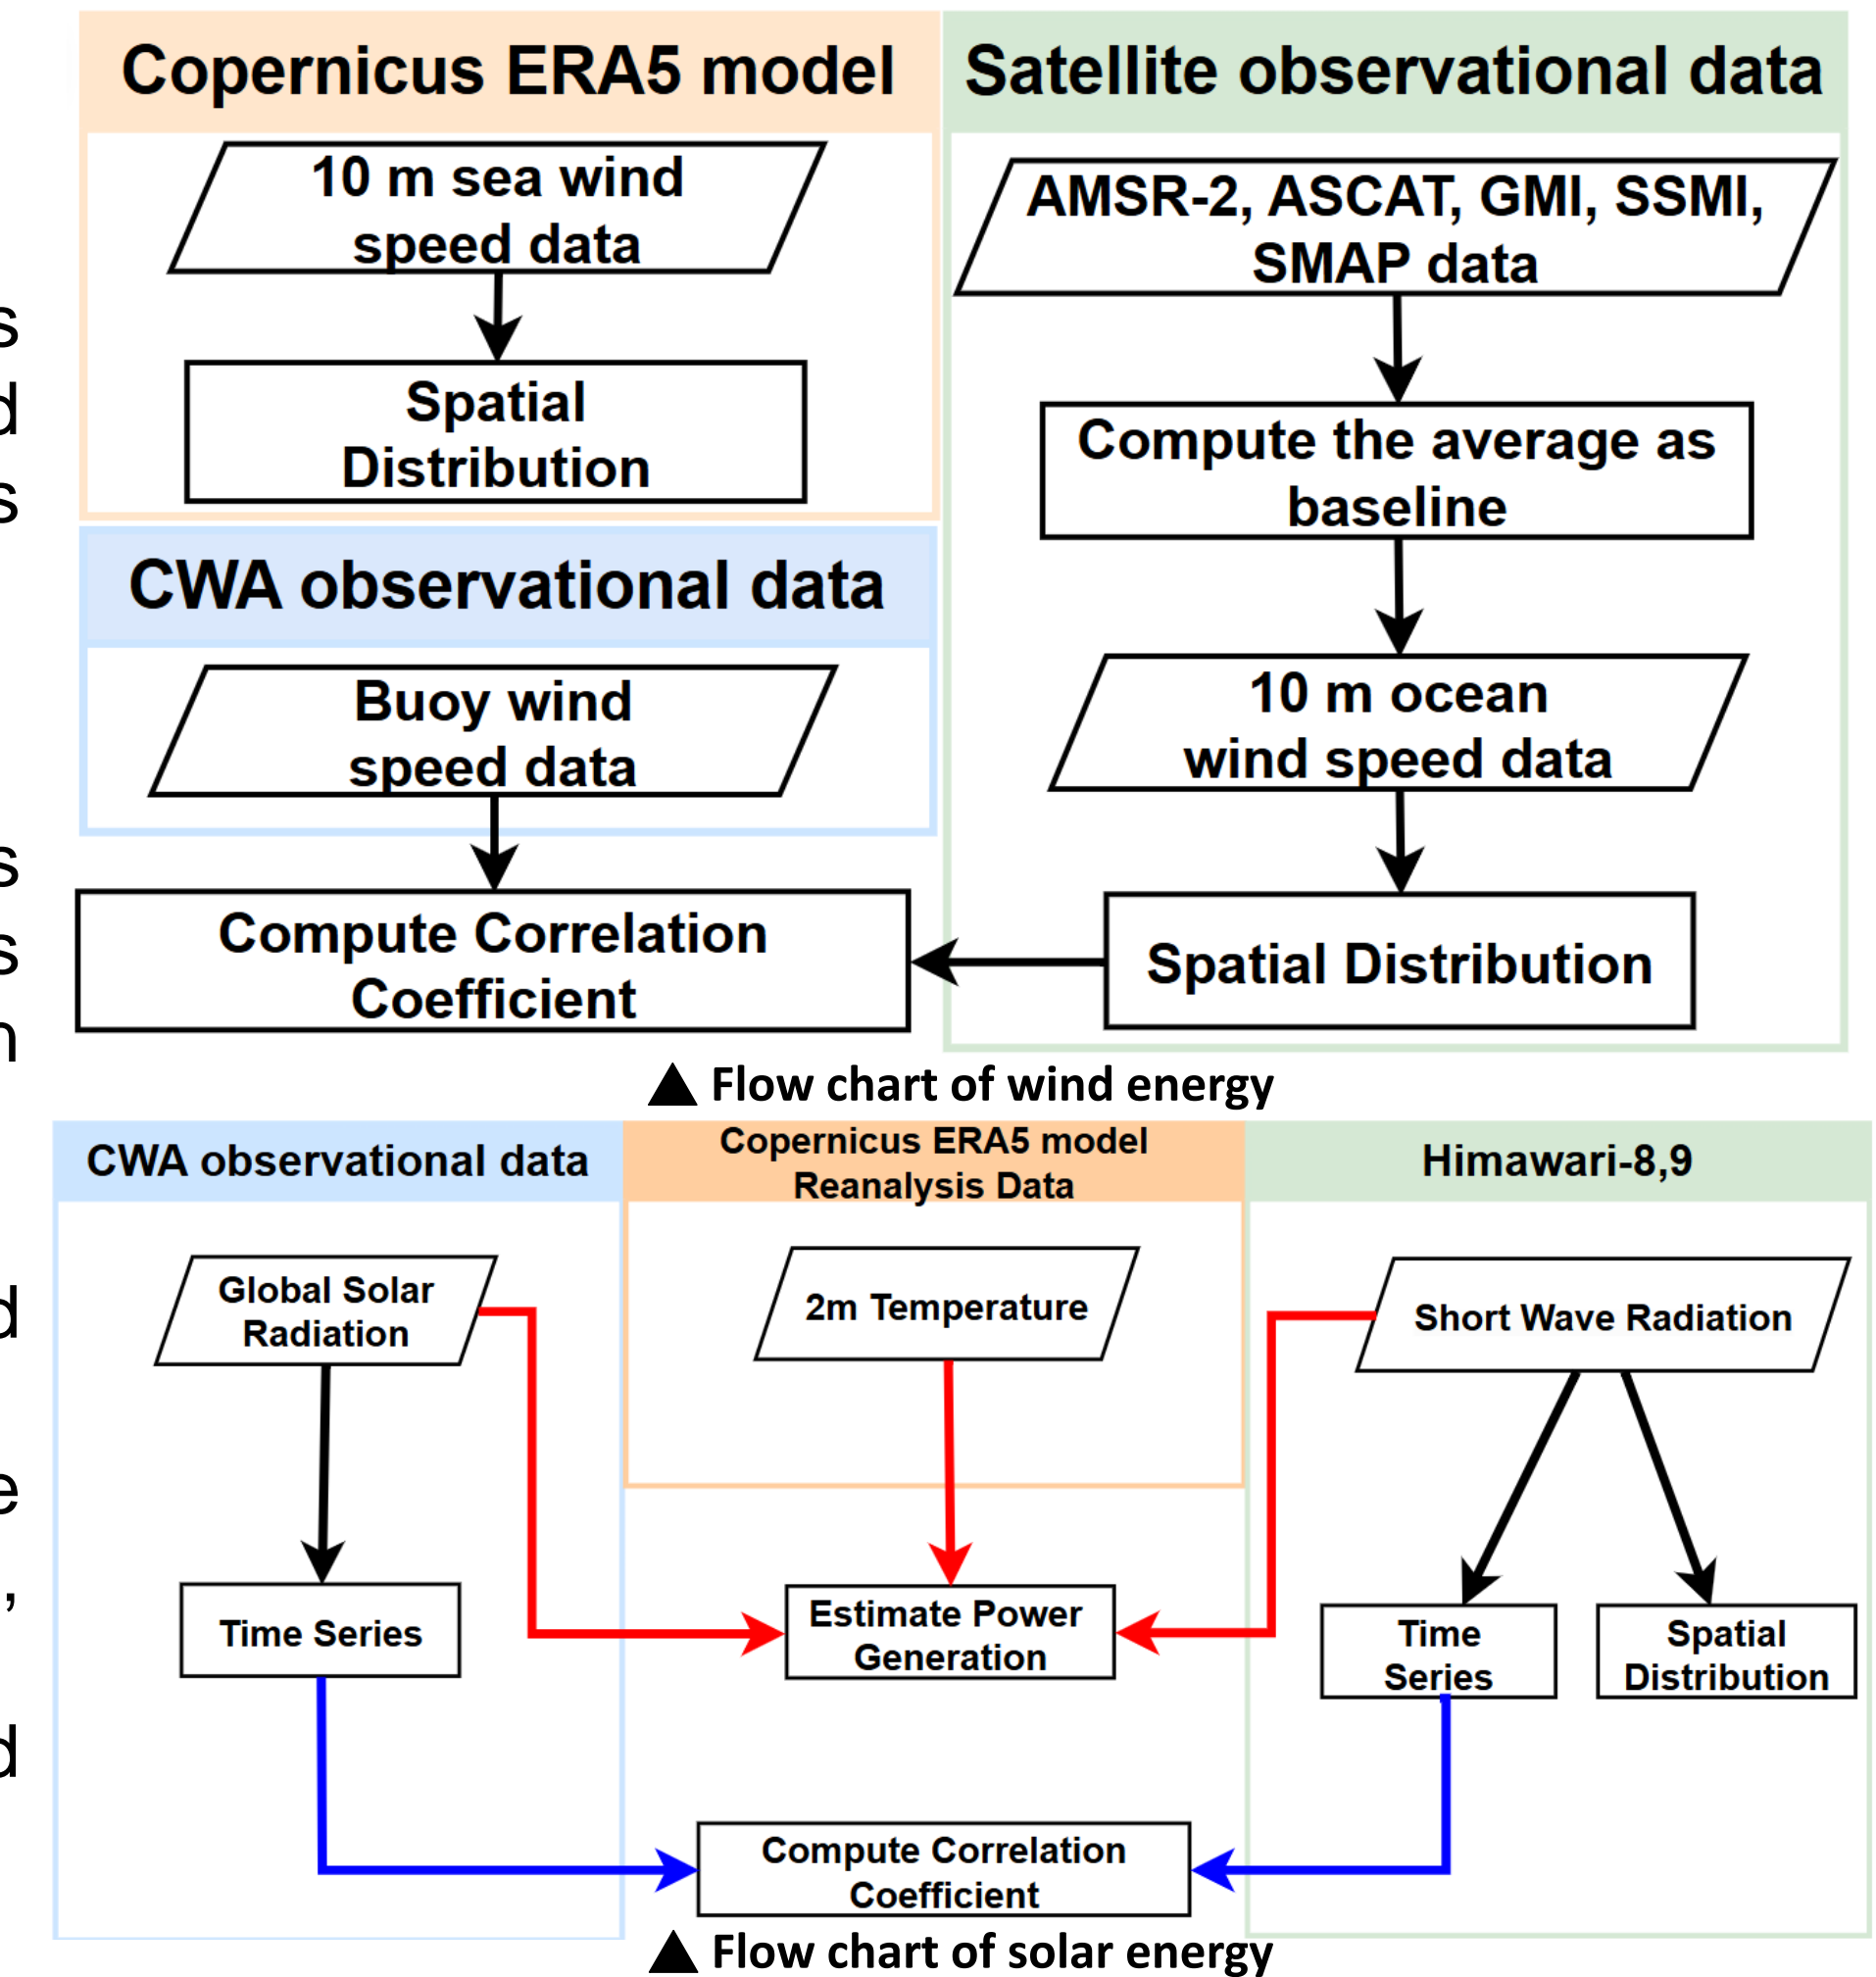 Copernicus ERA5 model
10 m sea wind
speed data
Spatial
Distribution
CWA observational data
Buoy wind
speed data
Compute Correlation
Coefficient
Satellite observational data
AMSR-2, ASCAT, GMI, SSMI,
SMAP data
Compute the average as
baseline
10 m ocean
wind speed data
Spatial Distribution
▲ Flow chart of wind energy
CWA observational data
Global Solar
Radiation
Time Series
Copernicus ERA5 model
Reanalysis Data
2m Temperature
Estimate Power
Generation
Himawari-8,9
Short Wave Radiation
Time
Series
Spatial
Distribution
Compute Correlation
Coefficient
▲ Flow chart of solar energy